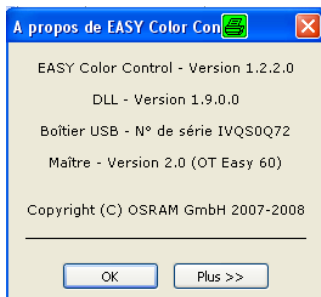 A propos de EASY Color Con
EASY Color Control - Version 1.2.2.0
DLL - Version 1.9.0.0
Boîtier USB - N° de série IVQS0Q72
Maître - Version 2.0 (OT Easy 60)
Copyright (C) OSRAM GmbH 2007-2008
OK
Plus >>